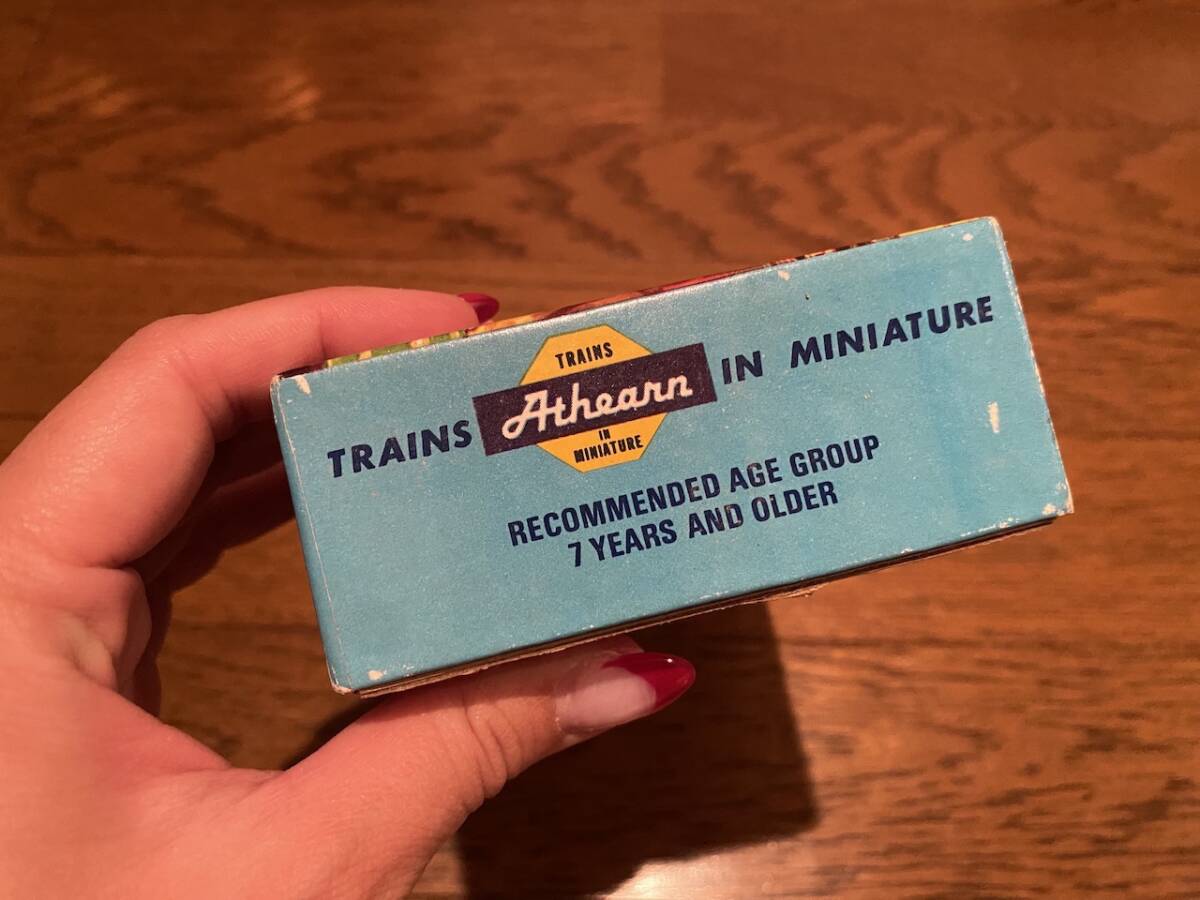 TRAINS Athearn IN MINIATURE
TRAINS
IN
MINIATURE
RECOMMENDED AGE GROUP
7 YEARS AND OLDER